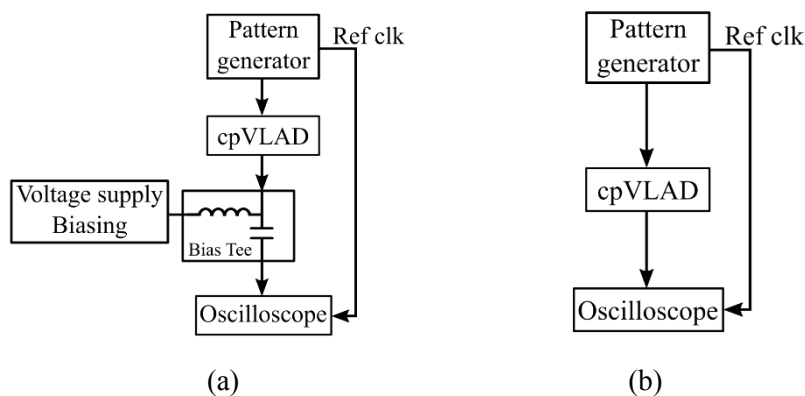 Pattern
generator
Ref clk
cpVLAD
Voltage supply
Biasing
Bias Tee
Oscilloscope
(a)
Pattern
generator
Ref clk
cpVLAD
Oscilloscope
(b)